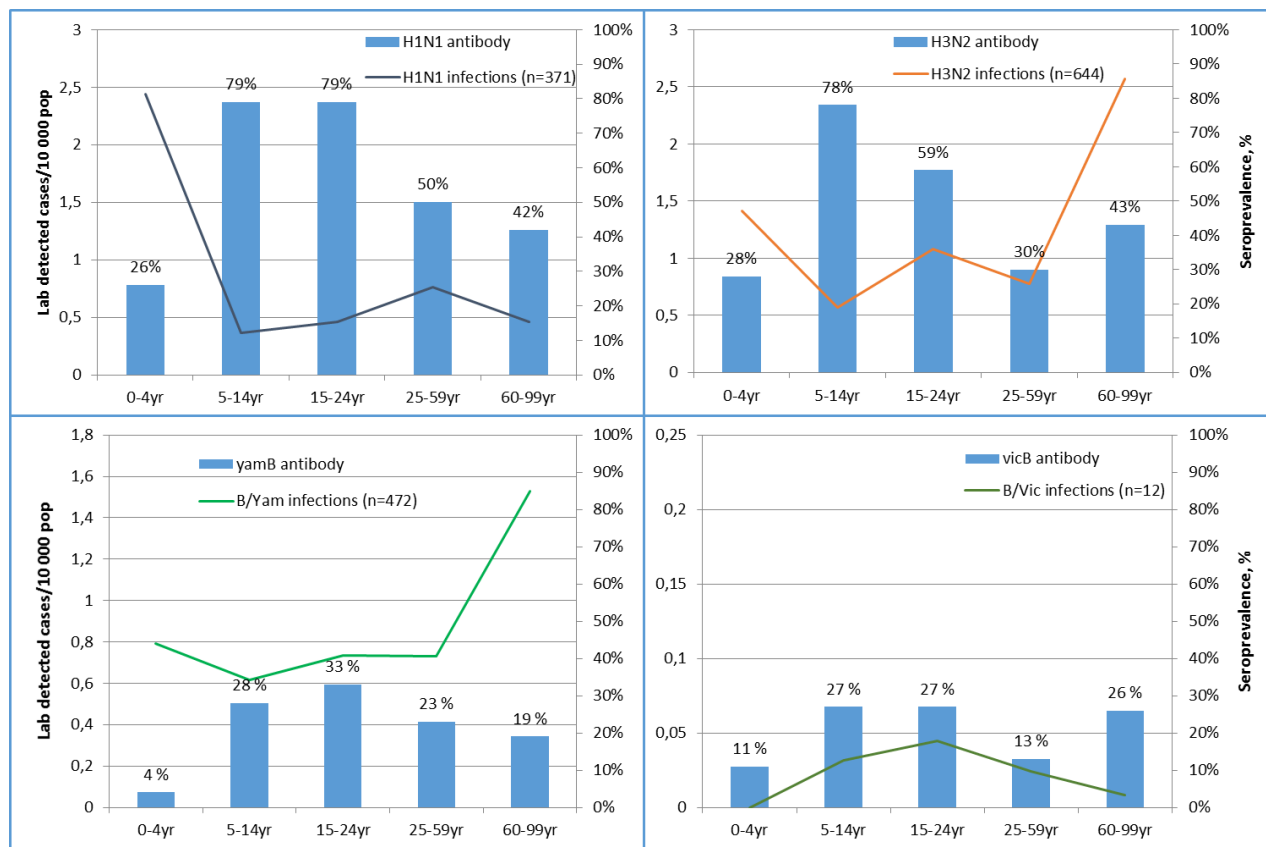 3
2,5
2
1,5
1
0,5
0
Lab detected cases/10 000 pop
H1N1 antibody
H1N1 infections (n=371)
26%
79%
79%
50%
42%
100%
90%
80%
70%
60%
50%
40%
30%
20%
10%
0%
0-4yr
5-14yr
15-24yr
25-59yr
60-99yr
3
2,5
2
1,5
1
0,5
0
H3N2 antibody
H3N2 infections (n=644)
28%
78%
59%
30%
43%
100%
90%
80%
70%
60%
50%
40%
30%
20%
10%
0%
Seroprevalence, %
0-4yr
5-14yr
15-24yr
25-59yr
60-99yr
1,8
1,6
1,4
1,2
1
0,8
0,6
0,4
0,2
0
Lab detected cases/10 000 pop
yamB antibody
B/Yam infections (n=472)
4 %
28 %
33 %
23 %
19 %
100%
90%
80%
70%
60%
50%
40%
30%
20%
10%
0%
0-4yr
5-14yr
15-24yr
25-59yr
60-99yr
0,25
0,2
0,15
0,1
0,05
0
vicB antibody
B/Vic infections (n=12)
11 %
27 %
27 %
13 %
26 %
100%
90%
80%
70%
60%
50%
40%
30%
20%
10%
0%
Seroprevalence, %
0-4yr
5-14yr
15-24yr
25-59yr
60-99yr